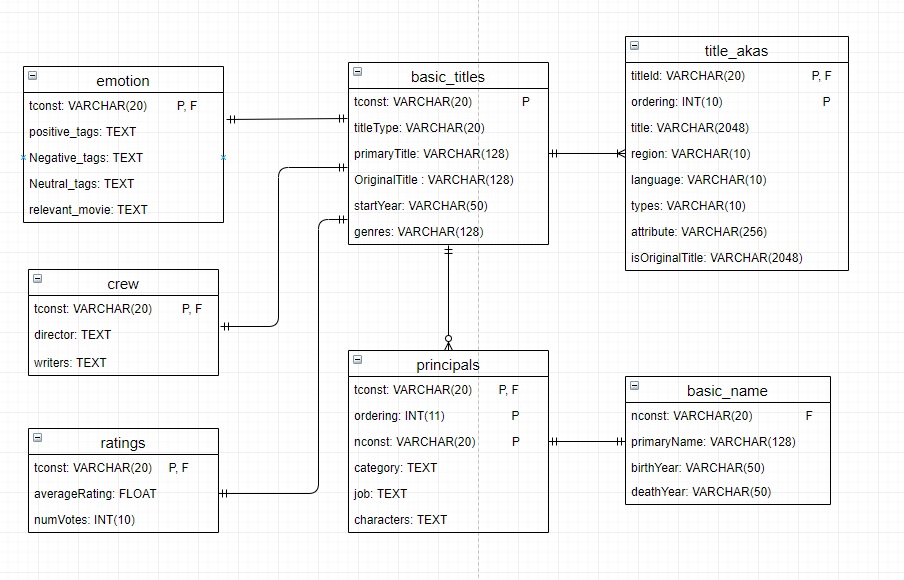 emotion
tconst: VARCHAR(20) P, F
positive_tags: TEXT
Negative_tags: TEXT
Neutral_tags: TEXT
relevant_movie: TEXT
basic_titles
tconst: VARCHAR(20) P
titleType: VARCHAR(20)
primaryTitle: VARCHAR(128)
OriginalTitle : VARCHAR(128)
startYear: VARCHAR(50)
genres: VARCHAR(128)
title_akas
titleId: VARCHAR(20) P, F
ordering: INT(10) P
title: VARCHAR(2048)
region: VARCHAR(10)
language: VARCHAR(10)
types: VARCHAR(10)
attribute: VARCHAR(256)
isOriginalTitle: VARCHAR(2048)
crew
tconst: VARCHAR(20) P, F
director: TEXT
writers: TEXT
ratings
tconst: VARCHAR(20) P, F
averageRating: FLOAT
numVotes: INT(10)
principals
tconst: VARCHAR(20) P, F
ordering: INT(11) P
nconst: VARCHAR(20) P
category: TEXT
job: TEXT
characters: TEXT
basic_name
nconst: VARCHAR(20) F
primaryName: VARCHAR(128)
birthYear: VARCHAR(50)
deathYear: VARCHAR(50)